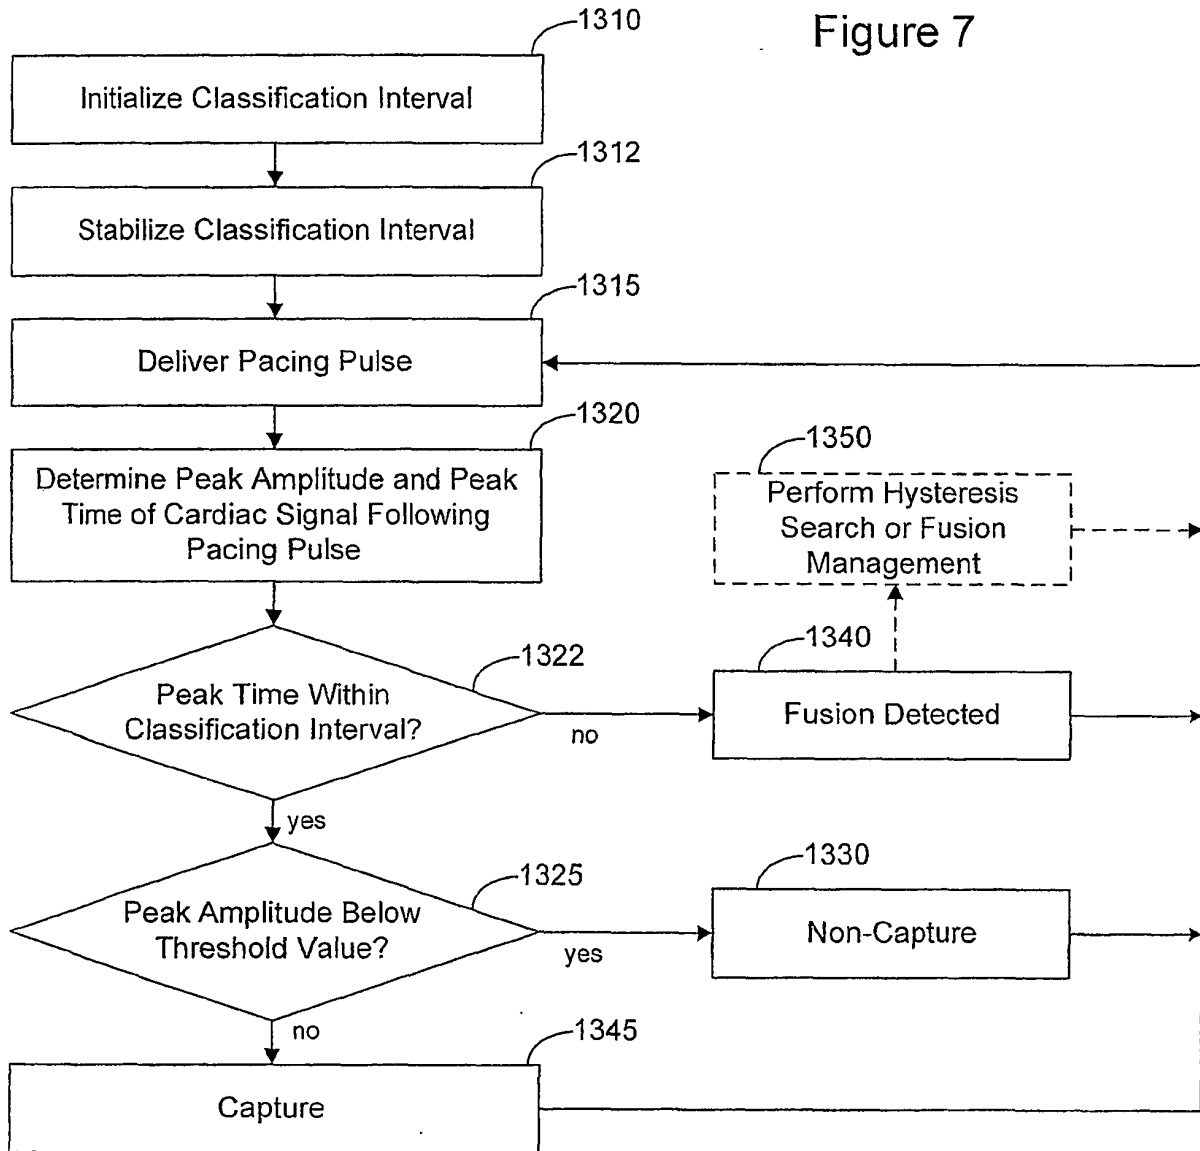 Figure 7
1310
Initialize Classification Interval
1312
Stabilize Classification Interval
1315
Deliver Pacing Pulse
1320
Determine Peak Amplitude and Peak
Time of Cardiac Signal Following
Pacing Pulse
1350
Perform Hysteresis
Search or Fusion
Management
1322
Peak Time Within
Classification Interval?
no
1340
Fusion Detected
yes
1325
Peak Amplitude Below
Threshold Value?
yes
1330
Non-Capture
no
1345
Capture